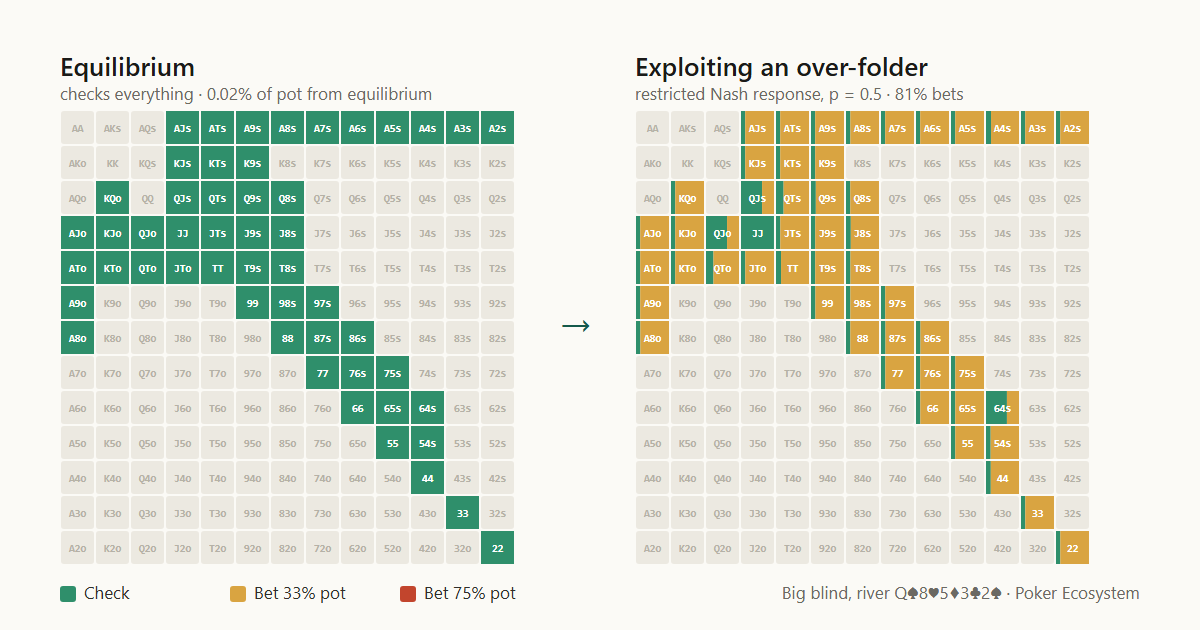 Equilibrium
checks everything · 0.02% of pot from equilibrium
AA AKs AQs AJs ATs A9s A8s A7s A6s A5s A4s A3s A2s
AKo KK KQs KJs KTs K9s K8s K7s K6s K5s K4s K3s K2s
AQo KQo QQ QJs QTs Q9s Q8s Q7s Q6s Q5s Q4s Q3s Q2s
AJo KJo QJo JJ JTs J9s J8s J7s J6s J5s J4s J3s J2s
ATo KTo QTo JTo TT T9s T8s T7s T6s T5s T4s T3s T2s
A9o K9o Q9o J9o T9o 99 98s 97s 96s 95s 94s 93s 92s
A8o K8o Q8o J8o T8o 98o 88 87s 86s 85s 84s 83s 82s
A7o K7o Q7o J7o T7o 97o 87o 77 76s 75s 74s 73s 72s
A6o K6o Q6o J6o T6o 96o 86o 76o 66 65s 64s 63s 62s
A5o K5o Q5o J5o T5o 95o 85o 75o 65o 55 54s 53s 52s
A4o K4o Q4o J4o T4o 94o 84o 74o 64o 54o 44 43s 42s
A3o K3o Q3o J3o T3o 93o 83o 73o 63o 53o 43o 33 32s
A2o K2o Q2o J2o T2o 92o 82o 72o 62o 52o 42o 32o 22
→
Exploiting an over-folder
restricted Nash response, p = 0.5 · 81% bets
AA AKs AQs AJs ATs A9s A8s A7s A6s A5s A4s A3s A2s
AKo KK KQs KJs KTs K9s K8s K7s K6s K5s K4s K3s K2s
AQo KQo QQ QJs QTs Q9s Q8s Q7s Q6s Q5s Q4s Q3s Q2s
AJo KJo QJo JJ JTs J9s J8s J7s J6s J5s J4s J3s J2s
ATo KTo QTo JTo TT T9s T8s T7s T6s T5s T4s T3s T2s
A9o K9o Q9o J9o T9o 99 98s 97s 96s 95s 94s 93s 92s
A8o K8o Q8o J8o T8o 98o 88 87s 86s 85s 84s 83s 82s
A7o K7o Q7o J7o T7o 97o 87o 77 76s 75s 74s 73s 72s
A6o K6o Q6o J6o T6o 96o 86o 76o 66 65s 64s 63s 62s
A5o K5o Q5o J5o T5o 95o 85o 75o 65o 55 54s 53s 52s
A4o K4o Q4o J4o T4o 94o 84o 74o 64o 54o 44 43s 42s
A3o K3o Q3o J3o T3o 93o 83o 73o 63o 53o 43o 33 32s
A2o K2o Q2o J2o T2o 92o 82o 72o 62o 52o 42o 32o 22
Check
Bet 33% pot
Bet 75% pot
Big blind, river Q♠8♥5♦3♣2♠ · Poker Ecosystem